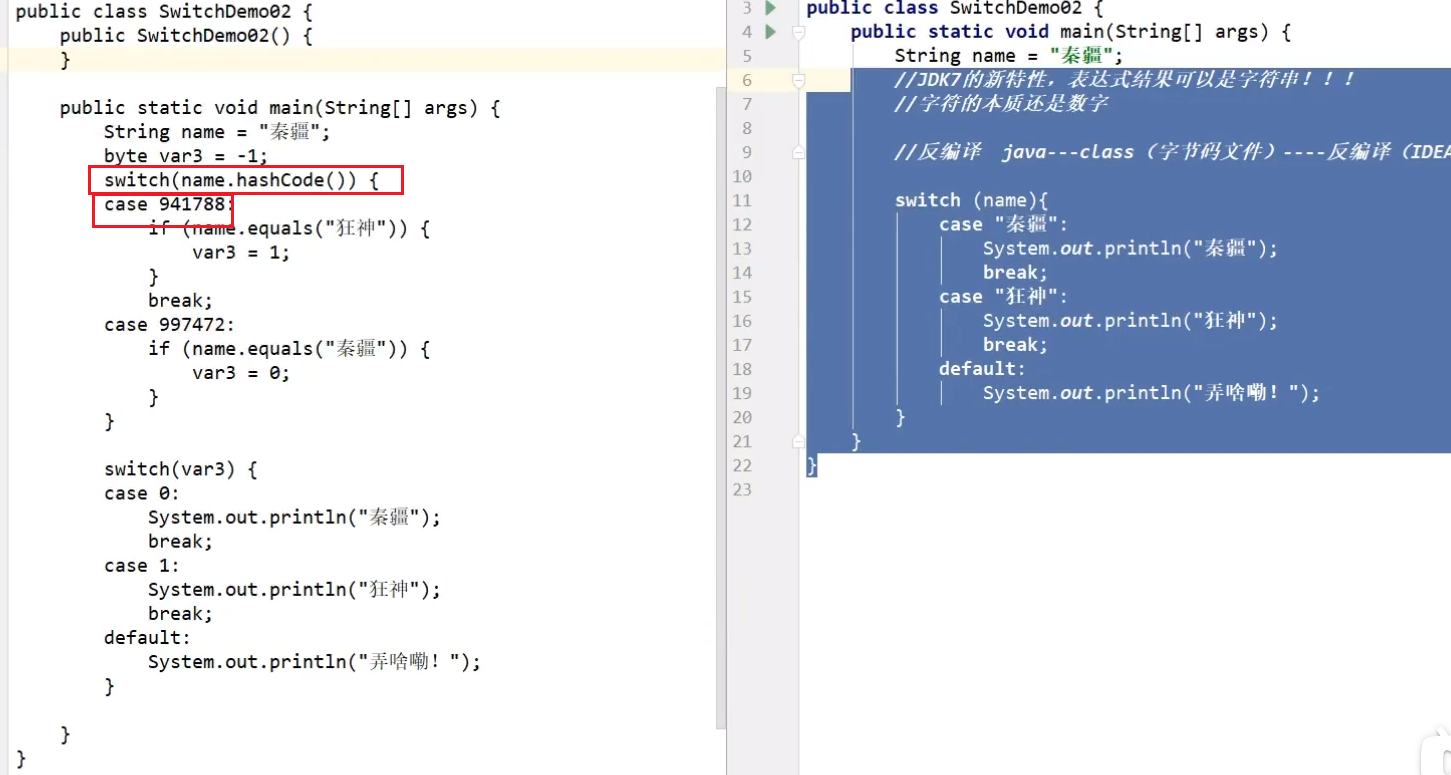 public class SwitchDemo02 {
public SwitchDemo02() {
}
public static void main(String[] args) {
String name = "秦疆";
byte var3 = -1;
switch(name.hashCode()) {
case 941788:
if (name.equals("狂神")) {
var3 = 1;
}
break;
case 997472:
if (name.equals("秦疆")) {
var3 = 0;
}
}
switch(var3) {
case 0:
System.out.println("秦疆");
break;
case 1:
System.out.println("狂神");
break;
default:
System.out.println("弄啥嘞！");
}
}
}
3 public class SwitchDemo02 {
4 public static void main(String[] args) {
5 String name = "秦疆";
6 //JDK7的新特性，表达式结果可以是字符串！！！
7 //字符的本质还是数字
8
9 //反编译 java---class（字节码文件）----反编译（IDEA
10
11 switch (name){
12 case "秦疆":
13 System.out.println("秦疆");
14 break;
15 case "狂神":
16 System.out.println("狂神");
17 break;
18 default:
19 System.out.println("弄啥嘞！");
20 }
21 }
22 }
23